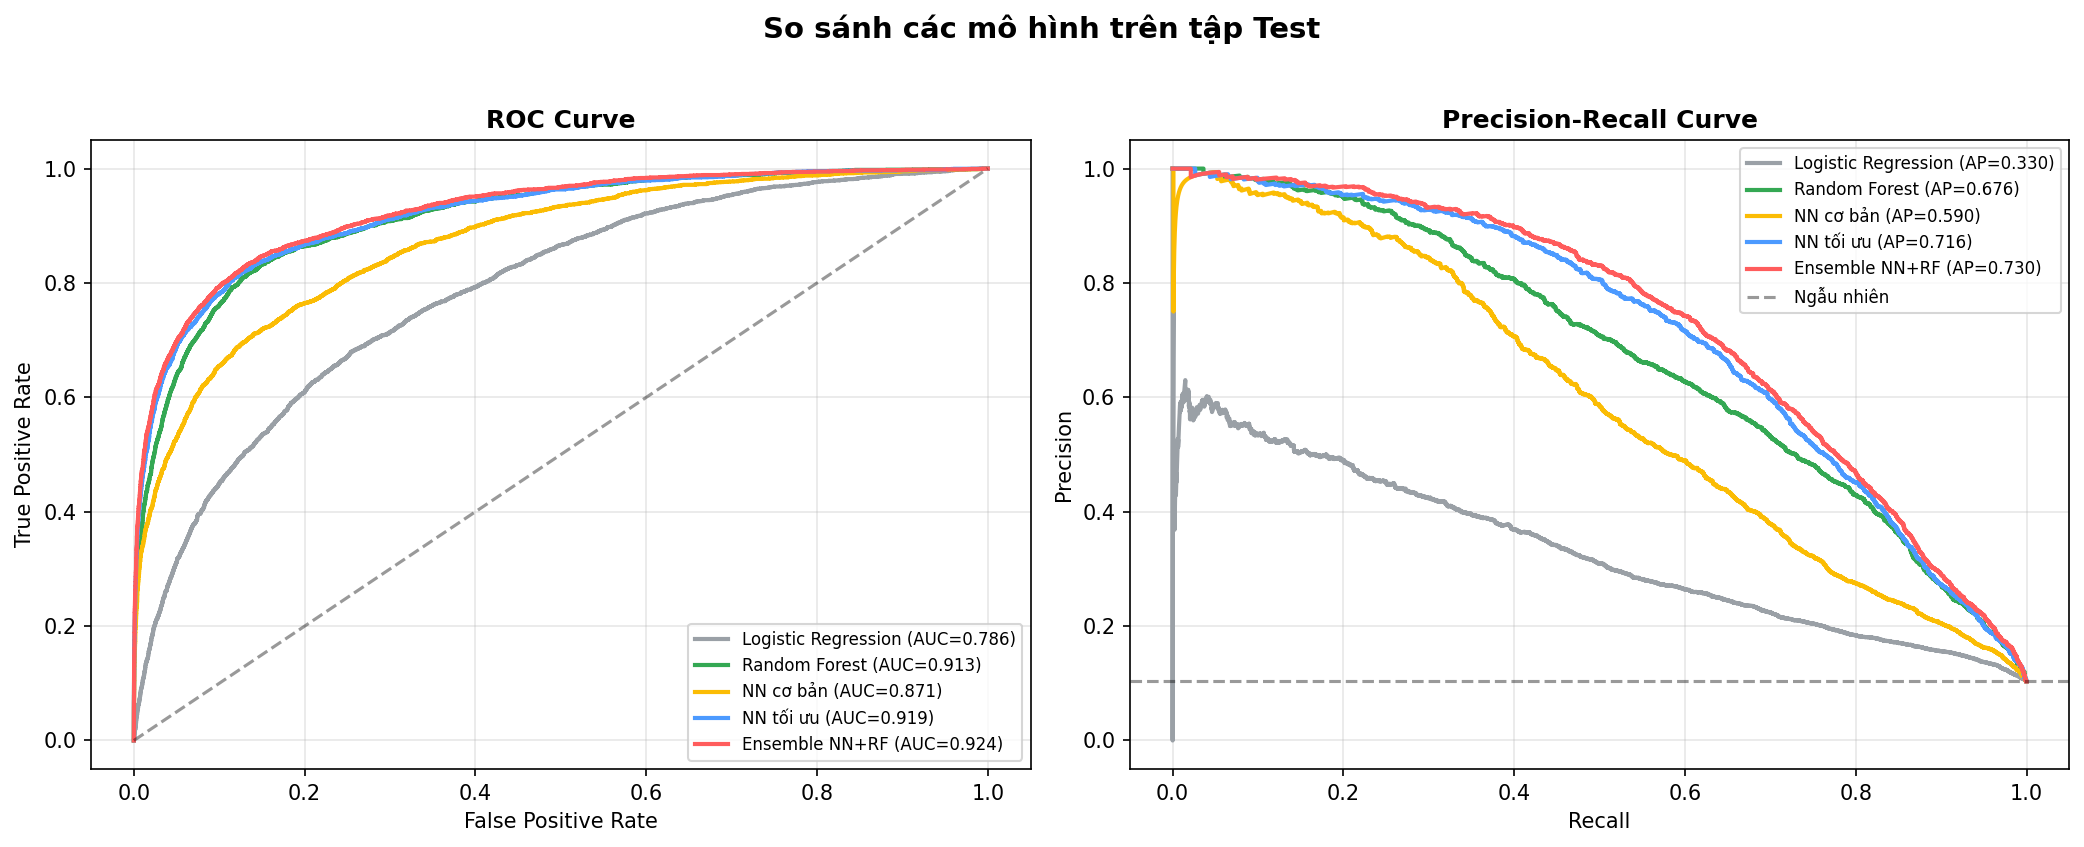 So sánh các mô hình trên tập Test
ROC Curve
True Positive Rate
1.0
0.8
0.6
0.4
0.2
0.0
0.0 0.2 0.4 0.6 0.8 1.0
False Positive Rate
Logistic Regression (AUC=0.786)
Random Forest (AUC=0.913)
NN cơ bản (AUC=0.871)
NN tối ưu (AUC=0.919)
Ensemble NN+RF (AUC=0.924)
Precision-Recall Curve
Precision
1.0
0.8
0.6
0.4
0.2
0.0
0.0 0.2 0.4 0.6 0.8 1.0
Recall
Logistic Regression (AP=0.330)
Random Forest (AP=0.676)
NN cơ bản (AP=0.590)
NN tối ưu (AP=0.716)
Ensemble NN+RF (AP=0.730)
Ngẫu nhiên